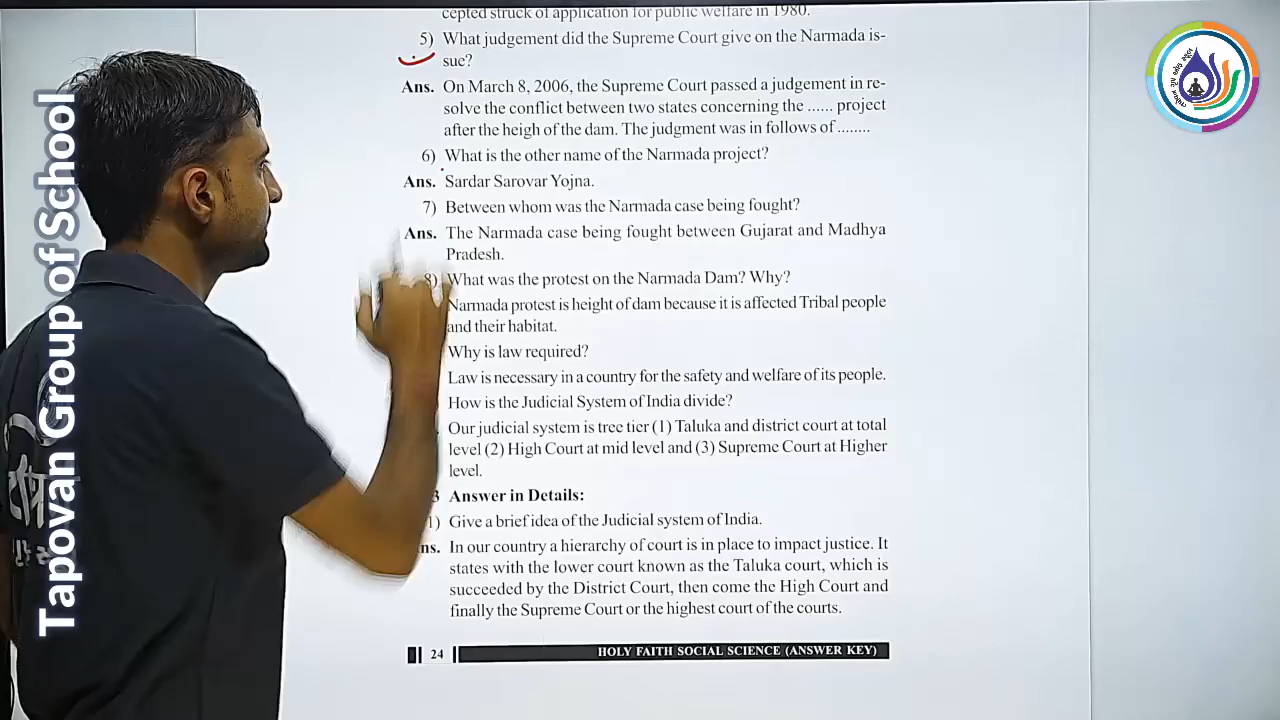 cepted struck of application for public welfare in 1980.
5) What judgement did the Supreme Court give on the Narmada is-
sue?
Ans. On March 8, 2006, the Supreme Court passed a judgement in re-
solve the conflict between two states concerning the ...... project
after the heigh of the dam. The judgment was in follows of ........
6) What is the other name of the Narmada project?
Ans. Sardar Sarovar Yojna.
7) Between whom was the Narmada case being fought?
Ans. The Narmada case being fought between Gujarat and Madhya
Pradesh.
8) What was the protest on the Narmada Dam? Why?
Narmada protest is height of dam because it is affected Tribal people
and their habitat.
Why is law required?
Law is necessary in a country for the safety and welfare of its people.
How is the Judicial System of India divide?
Our judicial system is tree tier (1) Taluka and district court at total
level (2) High Court at mid level and (3) Supreme Court at Higher
level.
3 Answer in Details:
1) Give a brief idea of the Judicial system of India.
ns. In our country a hierarchy of court is in place to impact justice. It
states with the lower court known as the Taluka court, which is
succeeded by the District Court, then come the High Court and
finally the Supreme Court or the highest court of the courts.
24 HOLY FAITH SOCIAL SCIENCE (ANSWER KEY)
Tapovan Group of School